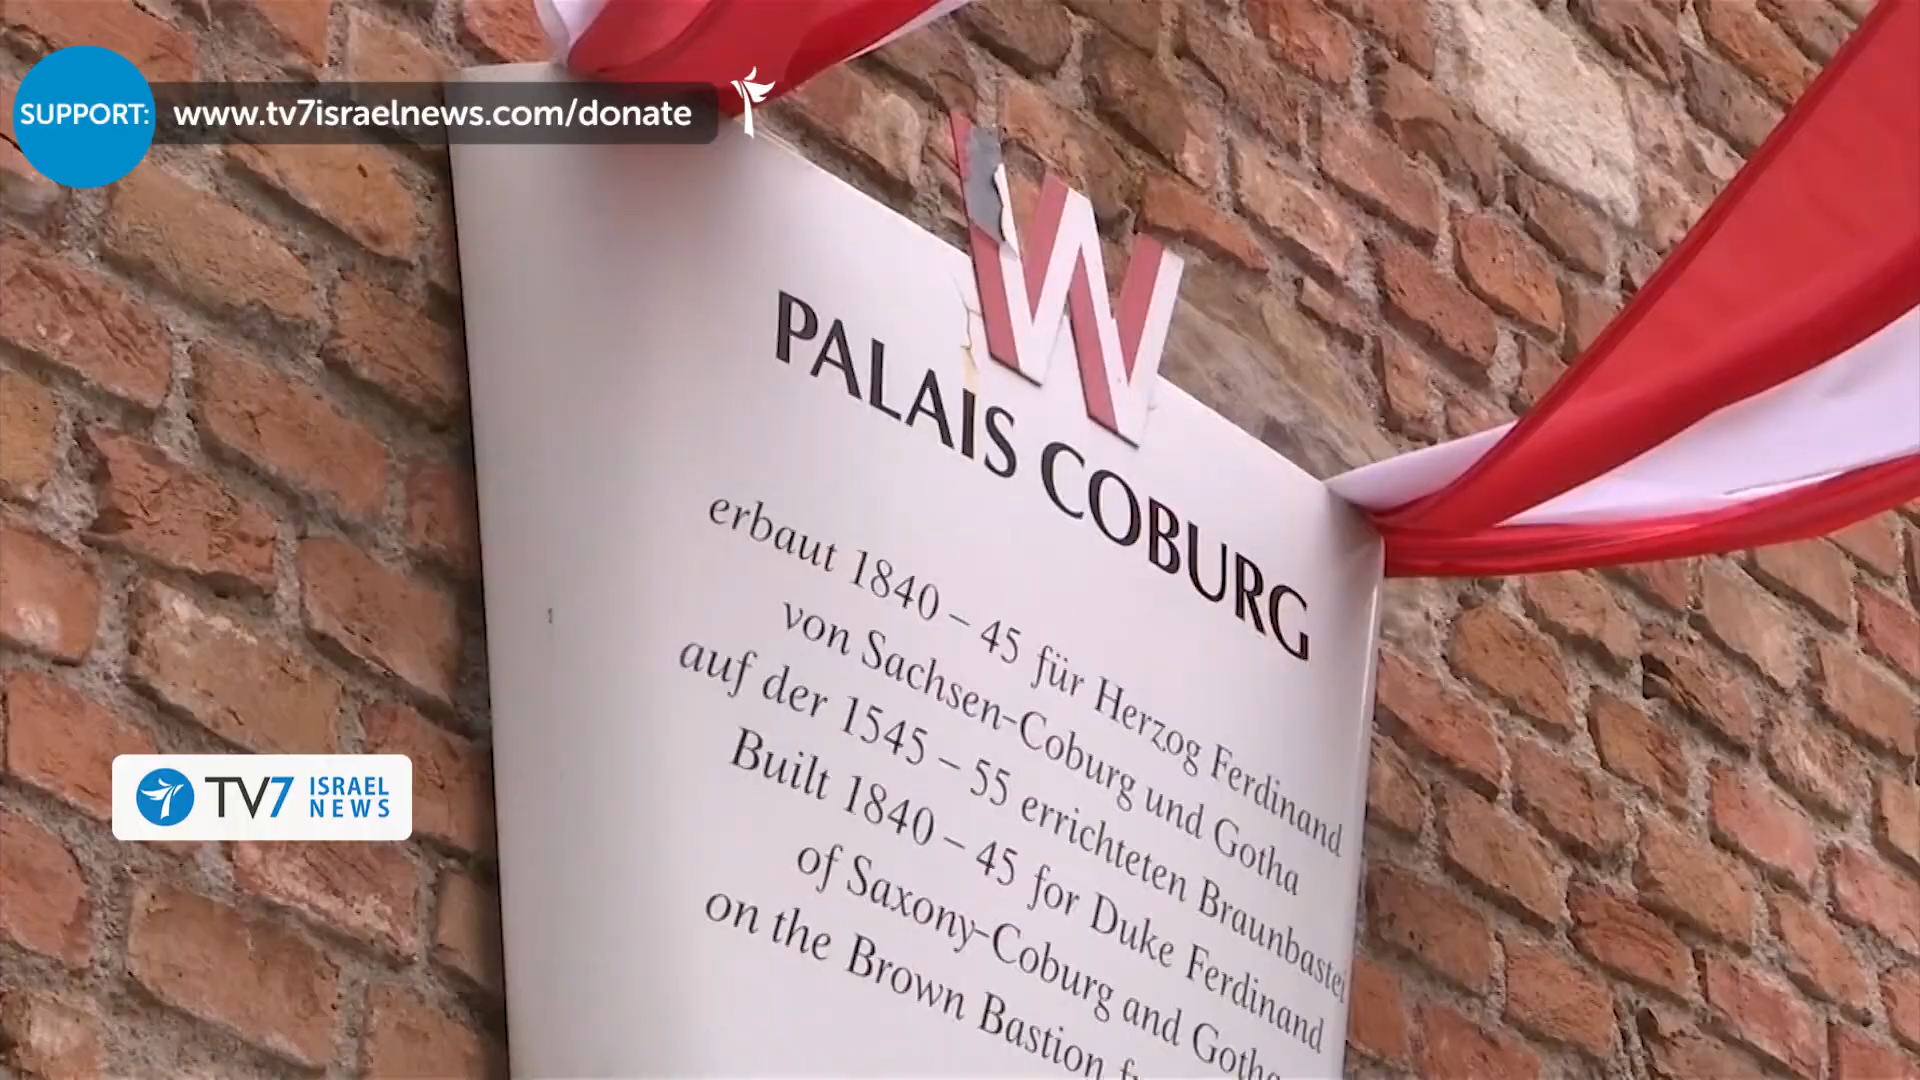 SUPPORT: www.tv7israelnews.com/donate
W
PALAIS COBURG
erbaut 1840 – 45 für Herzog Ferdinand
von Sachsen-Coburg und Gotha
auf der 1545 – 55 errichteten Braunbastei
Built 1840 – 45 for Duke Ferdinand
of Saxony-Coburg and Gotha
on the Brown Bastion
TV7 ISRAEL
NEWS